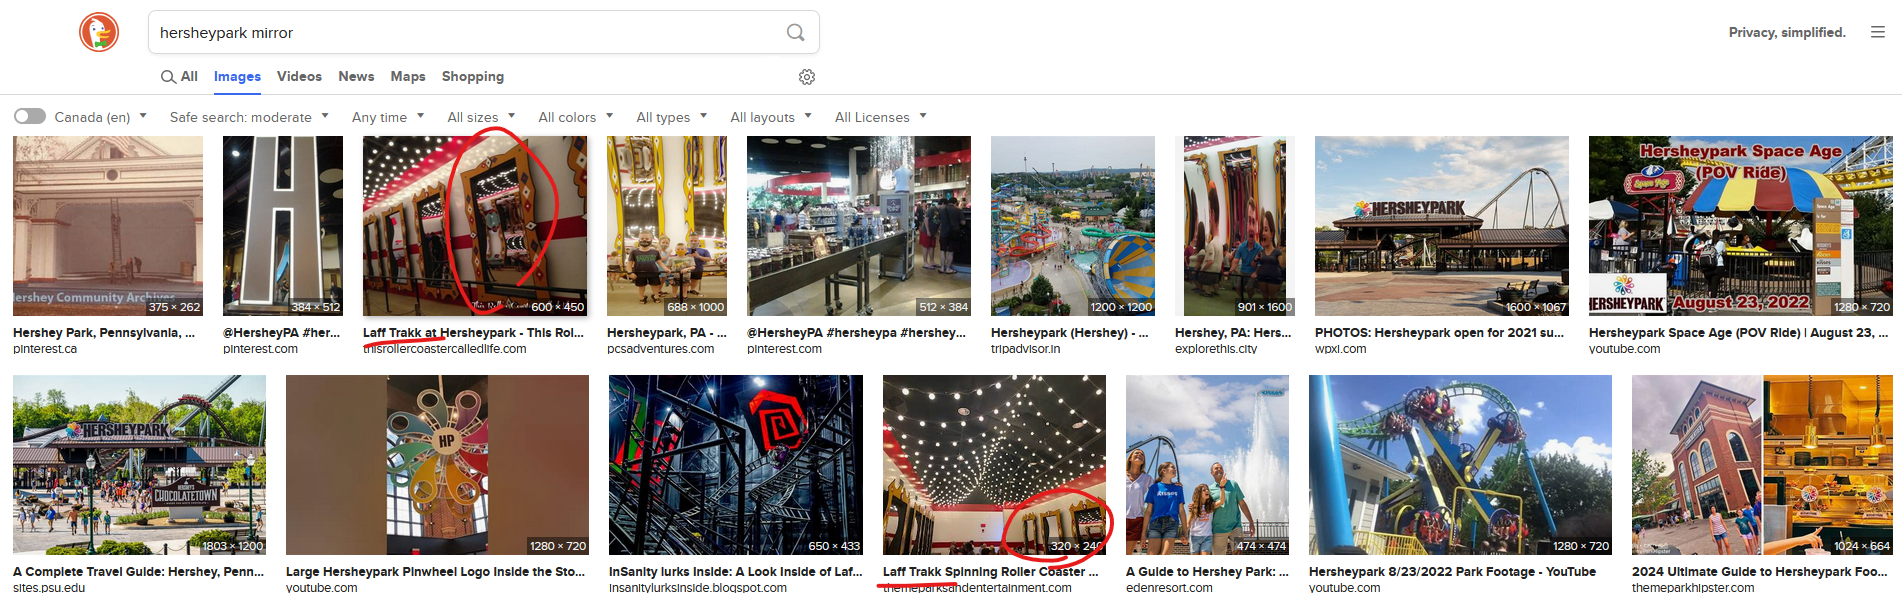 hersheypark mirror
Privacy, simplified.
All Images Videos News Maps Shopping
Canada (en) Safe search: moderate Any time All sizes All colors All types All layouts All Licenses
Hershey Community Archives
375 × 262
384 × 512
600 × 450
688 × 1000
512 × 384
1200 × 1200
901 × 1600
HERSHEYPARK
1600 × 1067
Hersheypark Space Age
(POV Ride)
Space Age
HERSHEYPARK
August 23, 2022
1280 × 720
Hershey Park, Pennsylvania, ...
pinterest.ca
@HersheyPA #her...
pinterest.com
Laff Trakk at Hersheypark - This Rol...
thisrollercoastercalledlife.com
Hersheypark, PA - ...
pcsadventures.com
@HersheyPA #hersheypa #hershey...
pinterest.com
Hersheypark (Hershey) - ...
tripadvisor.in
Hershey, PA: Hers...
explorethis.city
PHOTOS: Hersheypark open for 2021 su...
wpxi.com
Hersheypark Space Age (POV Ride) | August 23, ...
youtube.com
HERSHEYPARK
CHOCOLATETOWN
1803 × 1200
HP
1280 × 720
650 × 433
320 × 240
474 × 474
1280 × 720
1024 × 664
A Complete Travel Guide: Hershey, Penn...
sites.psu.edu
Large Hersheypark Pinwheel Logo Inside the Sto...
youtube.com
InSanity lurks Inside: A Look Inside of Laf...
insanitylurksinside.blogspot.com
Laff Trakk Spinning Roller Coaster ...
themeparksandentertainment.com
A Guide to Hershey Park: ...
edenresort.com
Hersheypark 8/23/2022 Park Footage - YouTube
youtube.com
2024 Ultimate Guide to Hersheypark Foo...
themeparkhipster.com